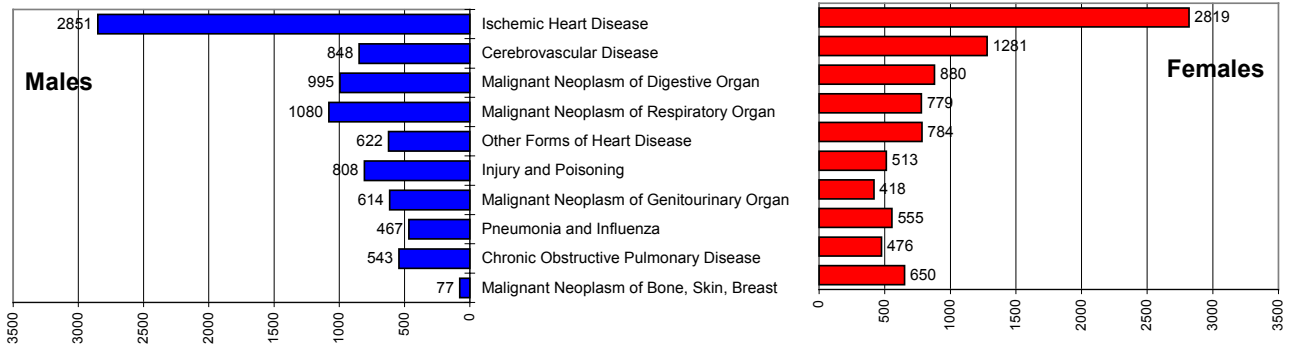 2851 Ischemic Heart Disease 2819
848 Cerebrovascular Disease 1281
Males 995 Malignant Neoplasm of Digestive Organ 880 Females
1080 Malignant Neoplasm of Respiratory Organ 779
622 Other Forms of Heart Disease 784
808 Injury and Poisoning 513
614 Malignant Neoplasm of Genitourinary Organ 418
467 Pneumonia and Influenza 555
543 Chronic Obstructive Pulmonary Disease 476
77 Malignant Neoplasm of Bone, Skin, Breast 650
3500 3000 2500 2000 1500 1000 500 0 0 500 1000 1500 2000 2500 3000 3500